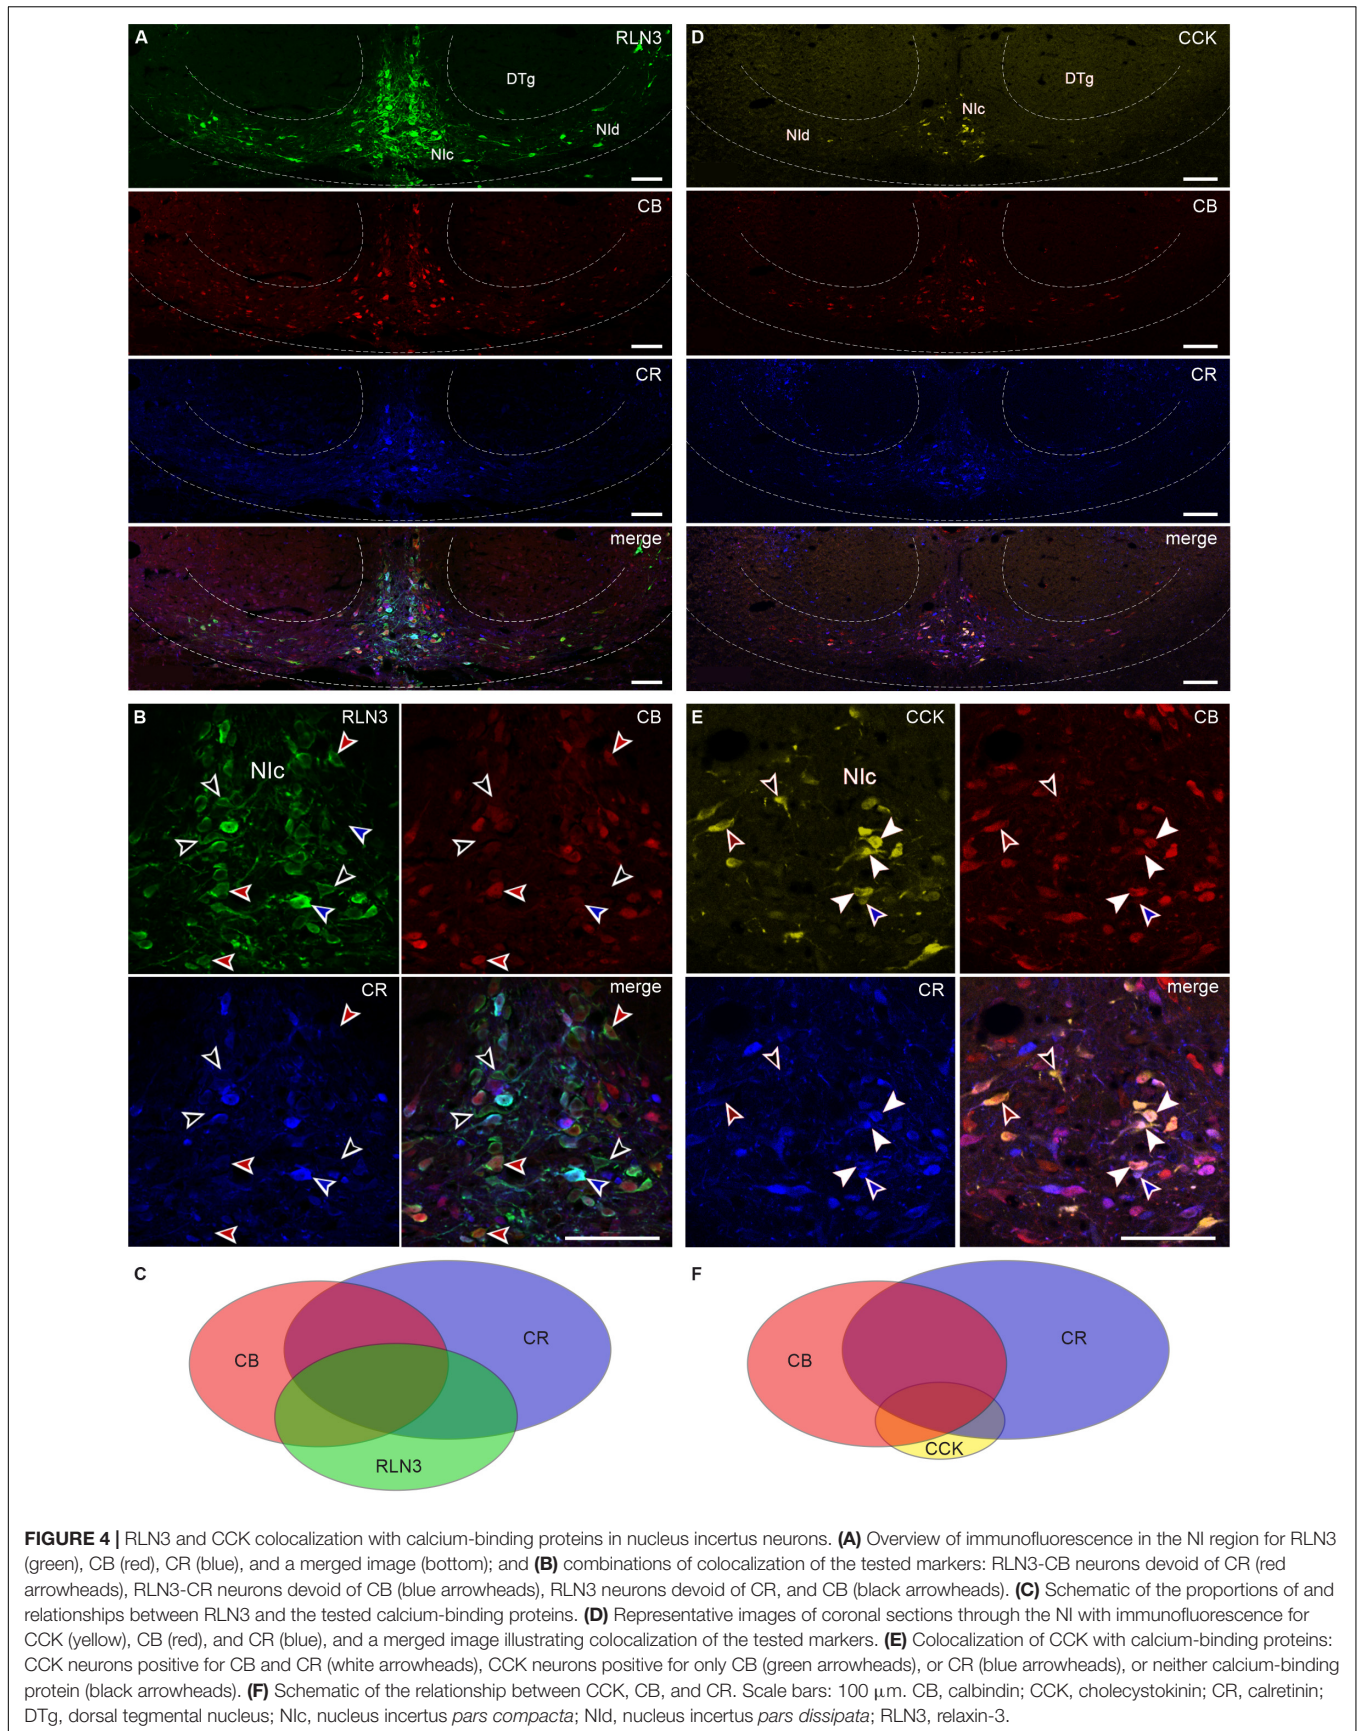 A
RLN3
DTg
NId
NIc
CB
CR
merge
D
CCK
DTg
NIc
NId
CB
CR
merge
B
RLN3
NIc
CB
CR
merge
E
CCK
NIc
CB
CR
merge
C
CB
CR
RLN3
F
CB
CR
CCK
FIGURE 4 | RLN3 and CCK colocalization with calcium-binding proteins in nucleus incertus neurons. (A) Overview of immunofluorescence in the NI region for RLN3
(green), CB (red), CR (blue), and a merged image (bottom); and (B) combinations of colocalization of the tested markers: RLN3-CB neurons devoid of CR (red
arrowheads), RLN3-CR neurons devoid of CB (blue arrowheads), RLN3 neurons devoid of CR, and CB (black arrowheads). (C) Schematic of the proportions of and
relationships between RLN3 and the tested calcium-binding proteins. (D) Representative images of coronal sections through the NI with immunofluorescence for
CCK (yellow), CB (red), and CR (blue), and a merged image illustrating colocalization of the tested markers. (E) Colocalization of CCK with calcium-binding proteins:
CCK neurons positive for CB and CR (white arrowheads), CCK neurons positive for only CB (green arrowheads), or CR (blue arrowheads), or neither calcium-binding
protein (black arrowheads). (F) Schematic of the relationship between CCK, CB, and CR. Scale bars: 100 μm. CB, calbindin; CCK, cholecystokinin; CR, calretinin;
DTg, dorsal tegmental nucleus; NIc, nucleus incertus pars compacta; NId, nucleus incertus pars dissipata; RLN3, relaxin-3.